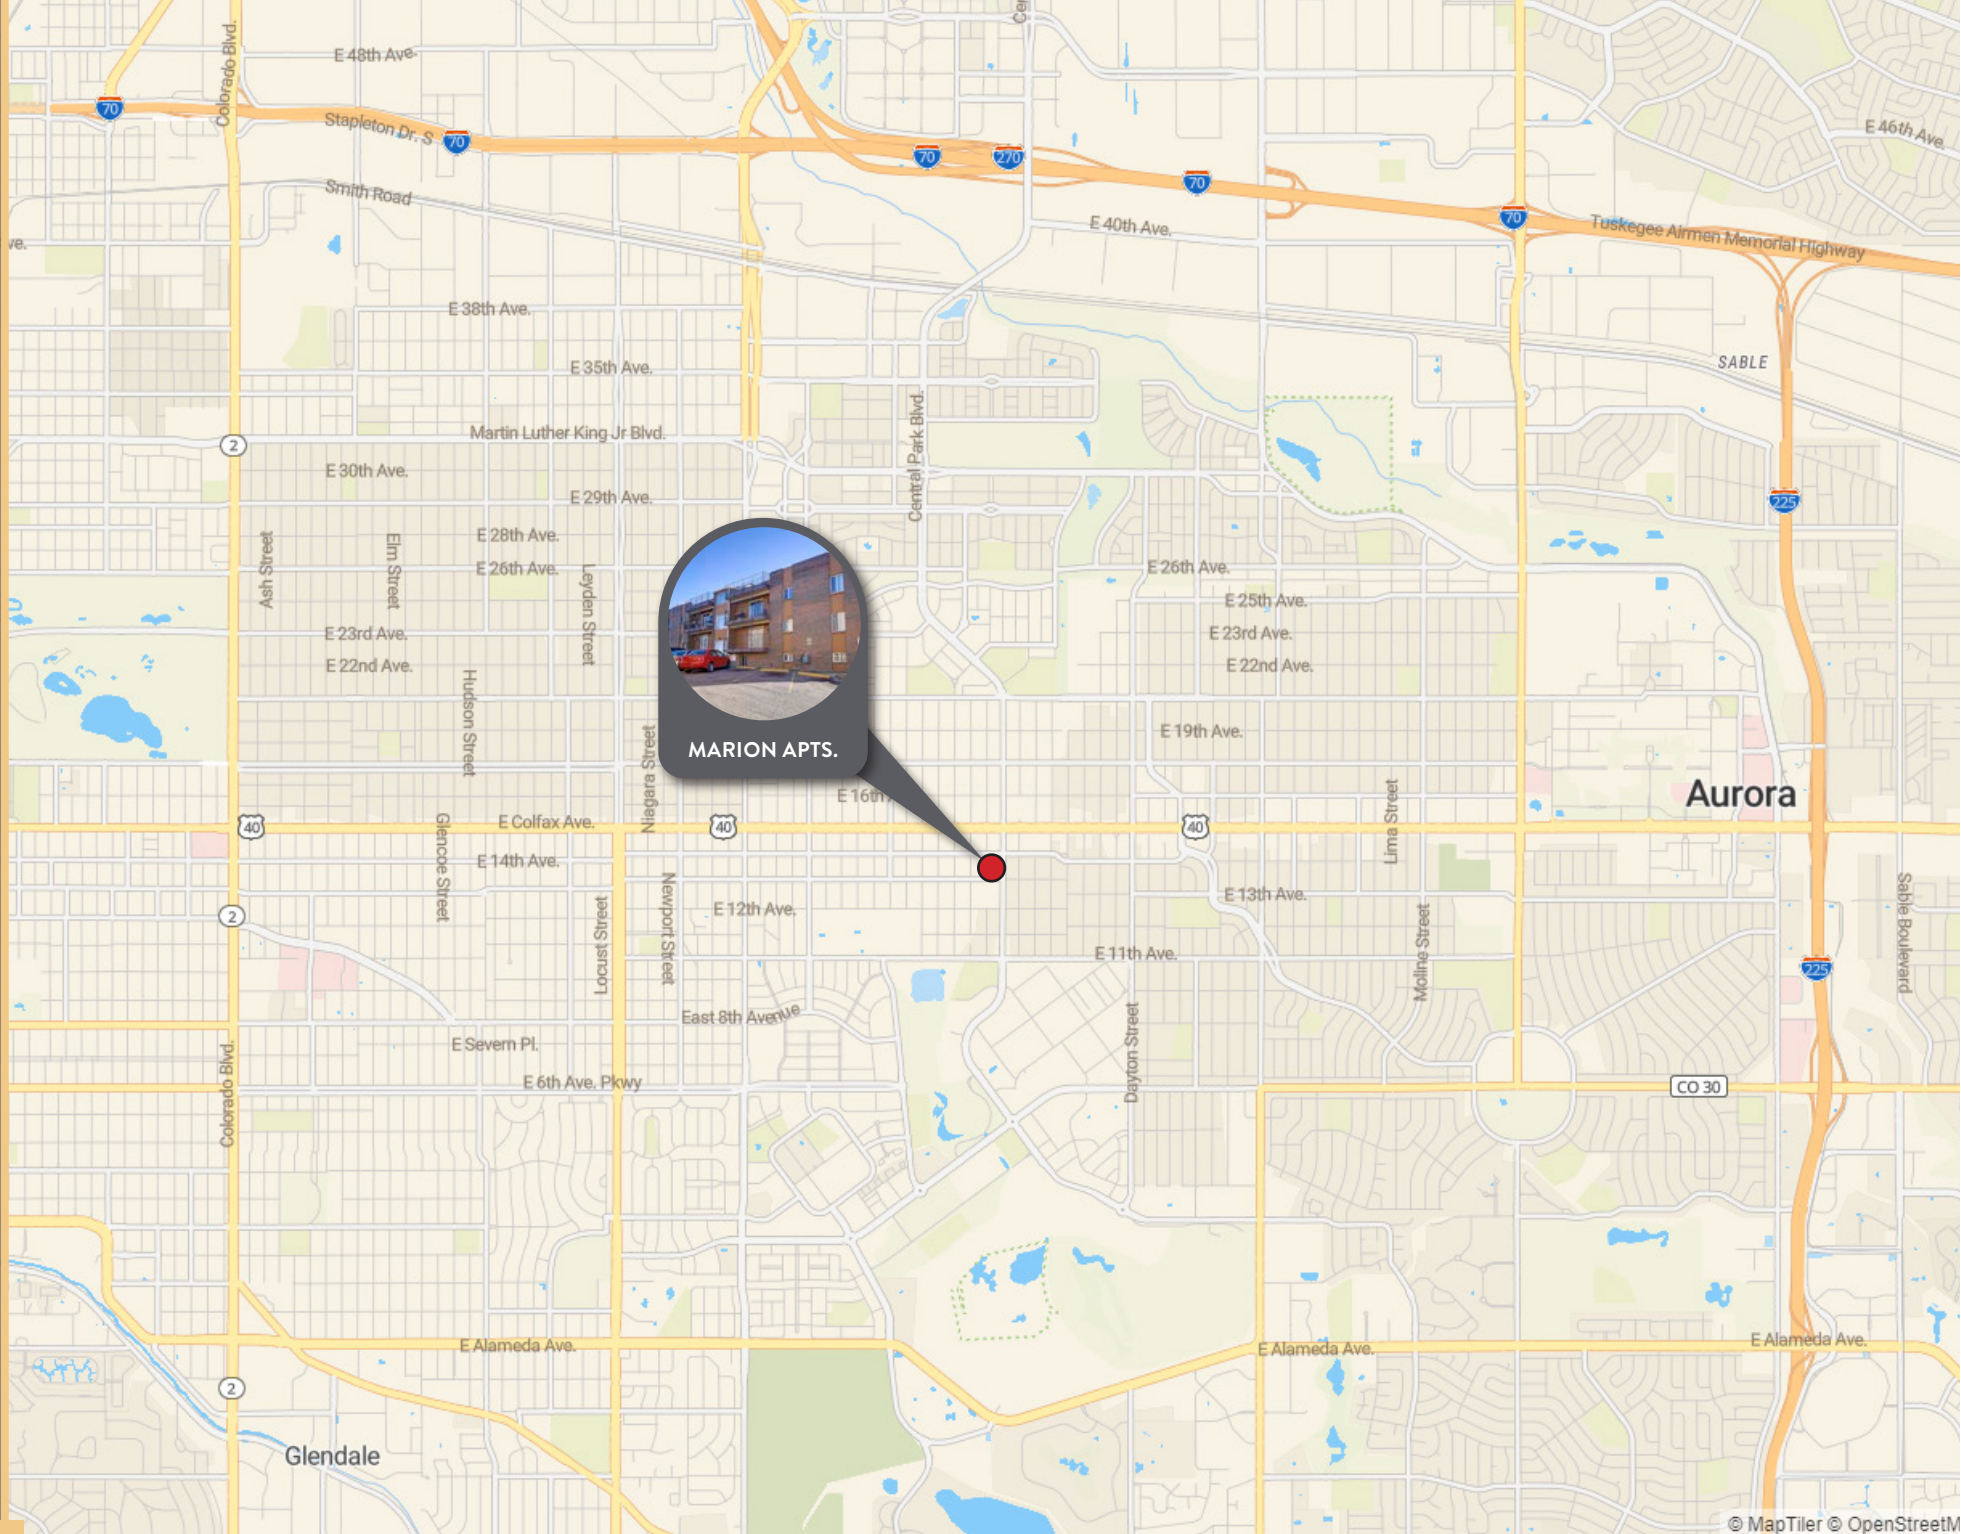 Colorado Blvd.
E 48th Ave.
Ce
70
Stapleton Dr. S
70
70
270
70
70
E 46th Ave.
Smith Road
E 40th Ave.
Tuskegee Airmen Memorial Highway
ve.
E 38th Ave.
E 35th Ave.
SABLE
Martin Luther King Jr Blvd.
2
E 30th Ave.
Central Park Blvd.
E 29th Ave.
225
E 28th Ave.
E 26th Ave.
E 26th Ave.
Ash Street
Elm Street
Leyden Street
E 25th Ave.
E 23rd Ave.
E 23rd Ave.
E 22nd Ave.
E 22nd Ave.
Hudson Street
Niagara Street
MARION APTS.
E 19th Ave.
E 16th
Aurora
Lima Street
40
E Colfax Ave.
40
40
Glencoe Street
E 14th Ave.
Newport Street
Locust Street
E 12th Ave.
E 13th Ave.
Moline Street
Sable Boulevard
2
E 11th Ave.
225
East 8th Avenue
Dayton Street
E Severn Pl.
Colorado Blvd.
E 6th Ave. Pkwy
CO 30
E Alameda Ave.
E Alameda Ave.
E Alameda Ave.
2
Glendale
© MapTiler © OpenStreetM